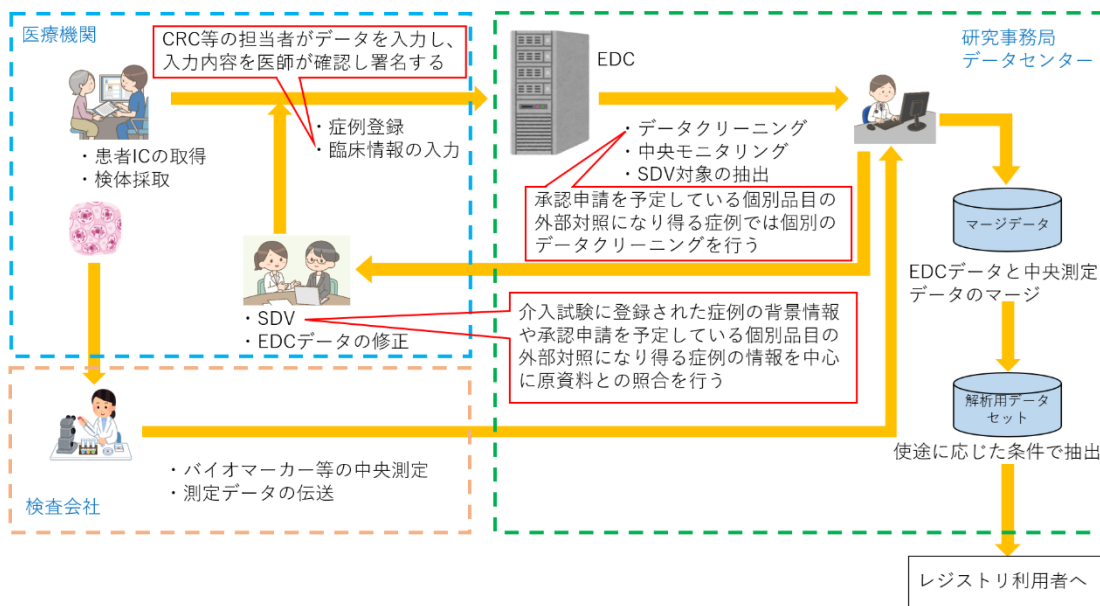 医療機関
CRC等の担当者がデータを入力し、
入力内容を医師が確認し署名する
・患者ICの取得
・検体採取
・症例登録
・臨床情報の入力
・SDV
・EDCデータの修正
EDC
研究事務局
データセンター
・データクリーニング
・中央モニタリング
・SDV対象の抽出
承認申請を予定している個別品目の
外部対照になり得る症例では個別の
データクリーニングを行う
介入試験に登録された症例の背景情報
や承認申請を予定している個別品目の
外部対照になり得る症例の情報を中心
に原資料との照合を行う
マージデータ
EDCデータと中央測定
データのマージ
解析用データ
セット
使途に応じた条件で抽出
・バイオマーカー等の中央測定
・測定データの伝送
検査会社
レジストリ利用者へ